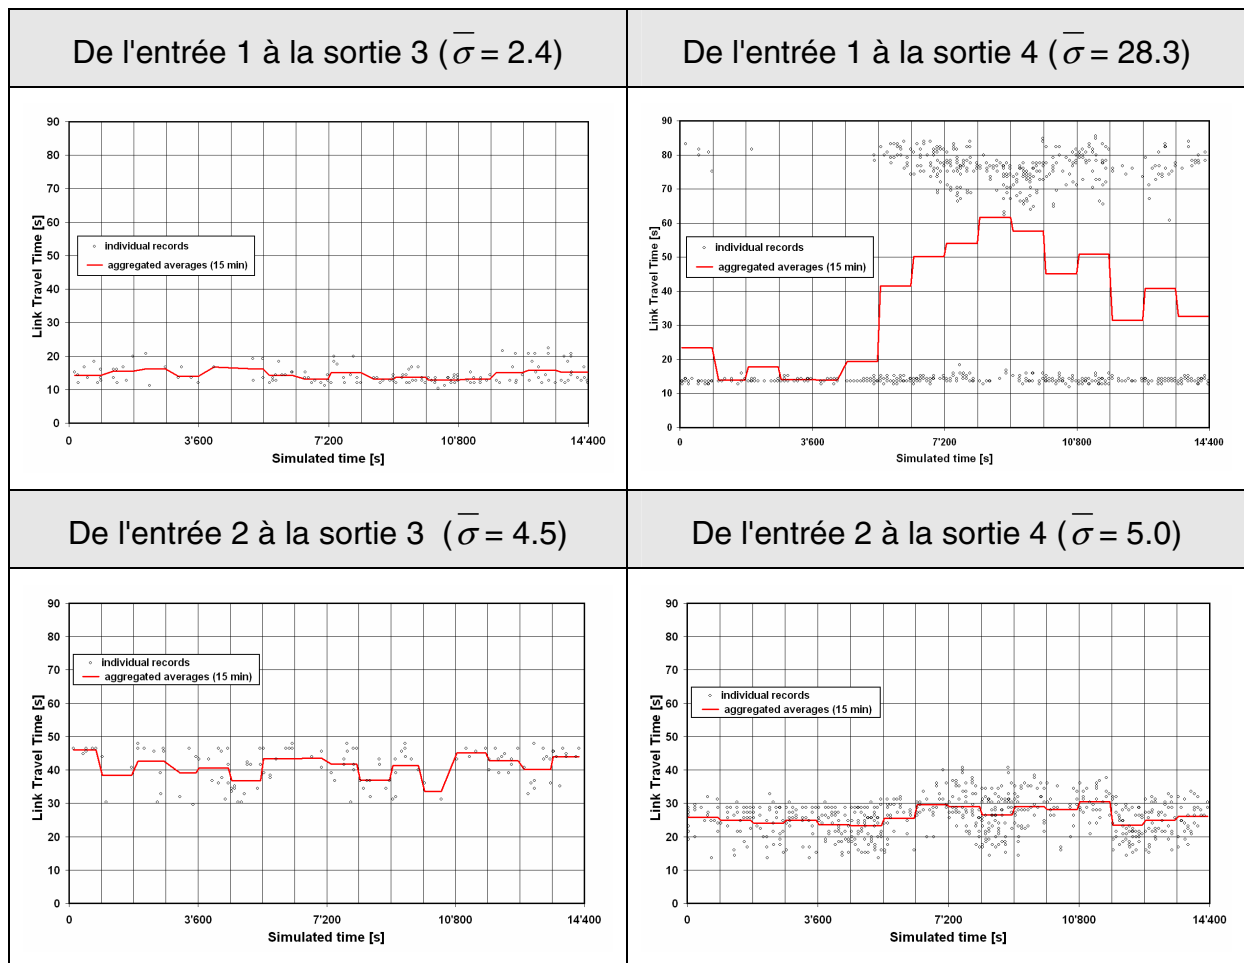 De l'entrée 1 à la sortie 3 (σ̅ = 2.4)
De l'entrée 1 à la sortie 4 (σ̅ = 28.3)
90
80
70
60
50
40
30
20
10
0
Link Travel Time [s]
individual records
aggregated averages (15 min)
0 3'600 7'200 10'800 14'400
Simulated time [s]
90
80
70
60
50
40
30
20
10
0
Link Travel Time [s]
individual records
aggregated averages (15 min)
0 3'600 7'200 10'800 14'400
Simulated time [s]
De l'entrée 2 à la sortie 3 (σ̅ = 4.5)
De l'entrée 2 à la sortie 4 (σ̅ = 5.0)
90
80
70
60
50
40
30
20
10
0
Link Travel Time [s]
individual records
aggregated averages (15 min)
0 3'600 7'200 10'800 14'400
Simulated time [s]
90
80
70
60
50
40
30
20
10
0
Link Travel Time [s]
individual records
aggregated averages (15 min)
0 3'600 7'200 10'800 14'400
Simulated time [s]